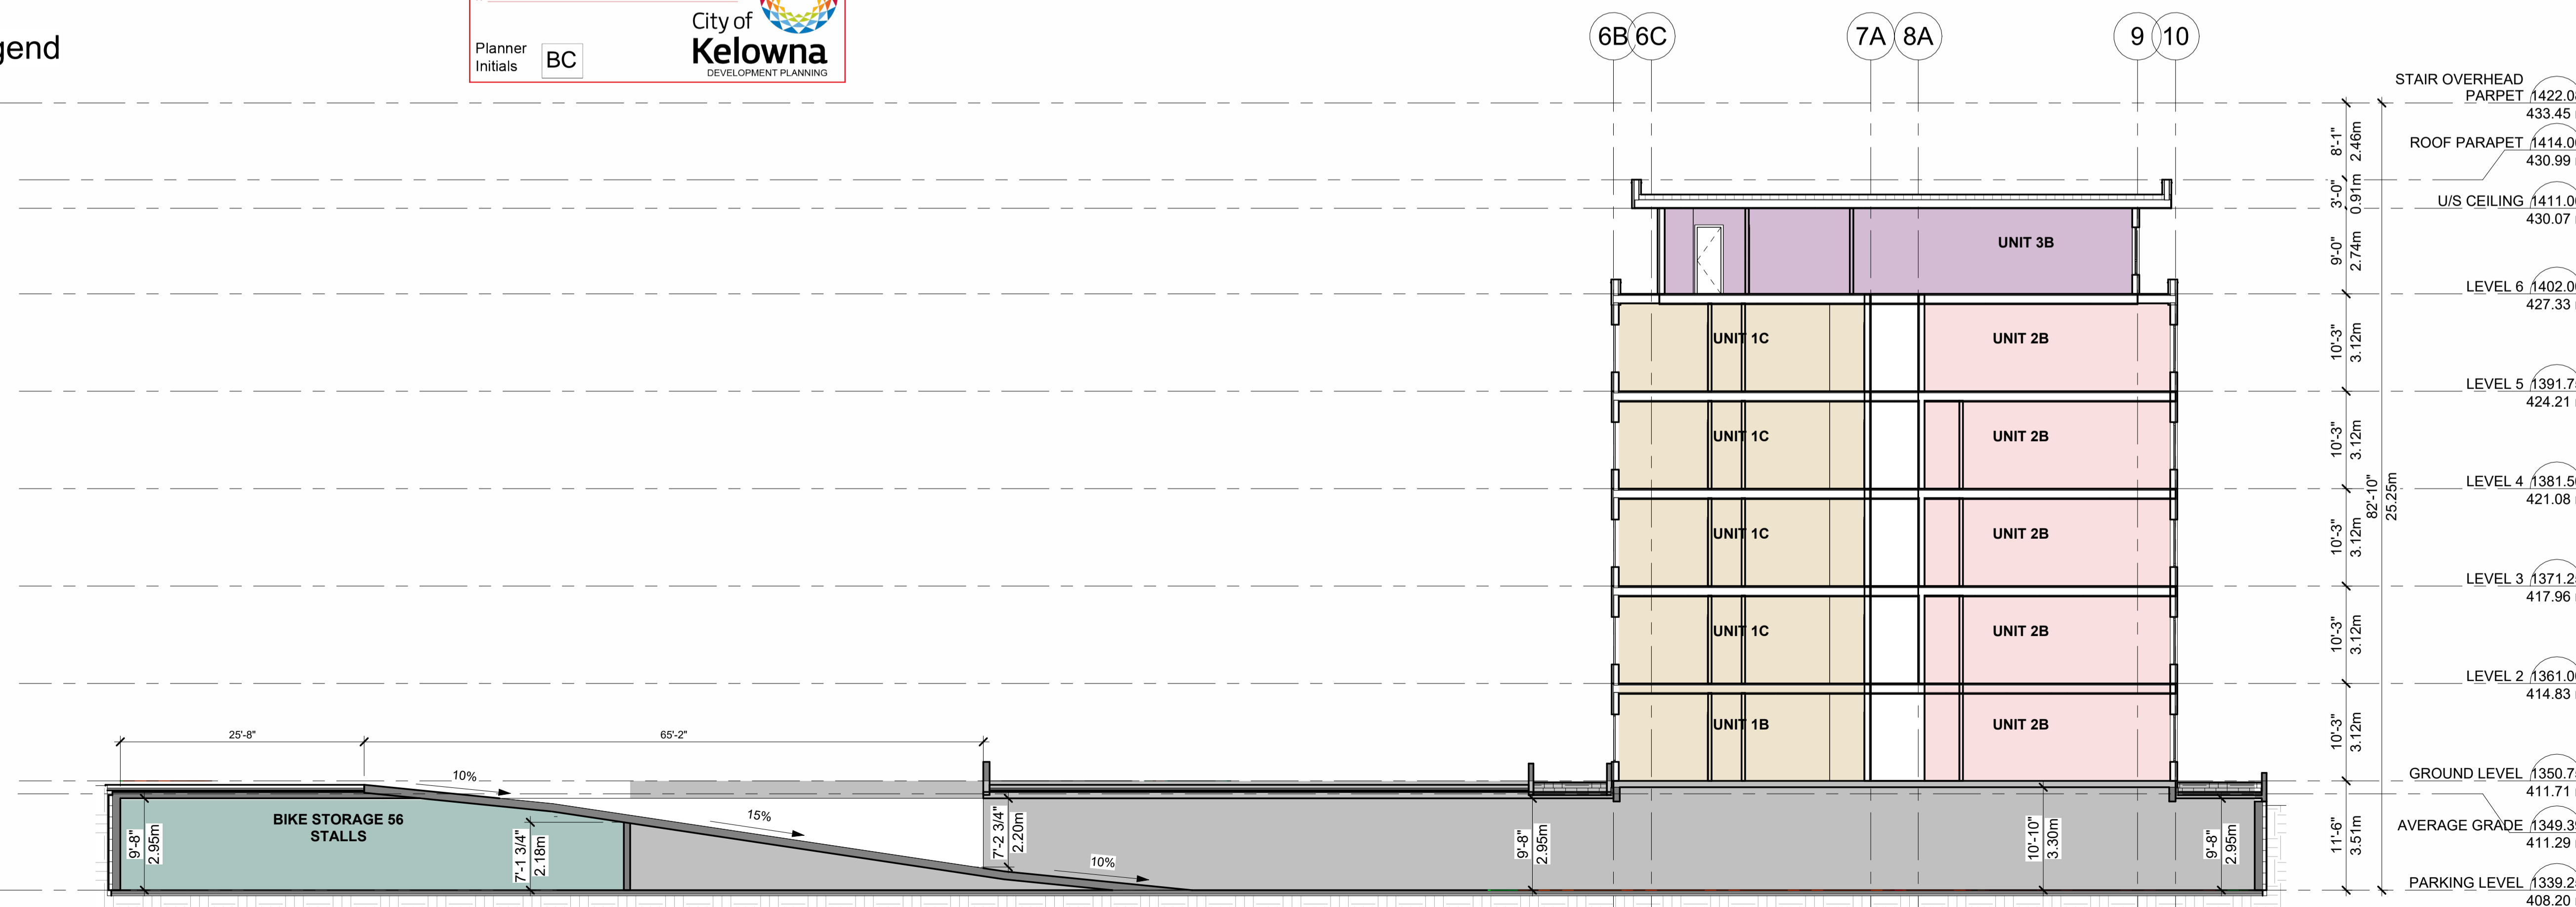 gend
Planner
Initials
BC
City of
Kelowna
DEVELOPMENT PLANNING
6B
6C
7A
8A
9
10
STAIR OVERHEAD
PARPET
433.45
ROOF PARAPET
430.99
U/S CEILING
430.07
LEVEL 6
427.33
LEVEL 5
424.21
LEVEL 4
421.08
LEVEL 3
417.96
LEVEL 2
414.83
GROUND LEVEL
411.71
AVERAGE GRADE
411.29
PARKING LEVEL
408.20
8'-1"
2.46m
3'-0"
0.91m
9'-0"
2.74m
10'-3"
3.12m
10'-3"
3.12m
10'-3"
3.12m
10'-3"
3.12m
10'-3"
3.12m
11'-6"
3.51m
82'-10"
25.25m
UNIT 3B
UNIT 1C
UNIT 2B
UNIT 1C
UNIT 2B
UNIT 1C
UNIT 2B
UNIT 1C
UNIT 2B
UNIT 1B
UNIT 2B
25'-8"
65'-2"
10%
15%
10%
BIKE STORAGE 56
STALLS
9'-8"
2.95m
7'-1 3/4"
2.18m
7'-2 3/4"
2.20m
9'-8"
2.95m
10'-10"
3.30m
9'-8"
2.95m